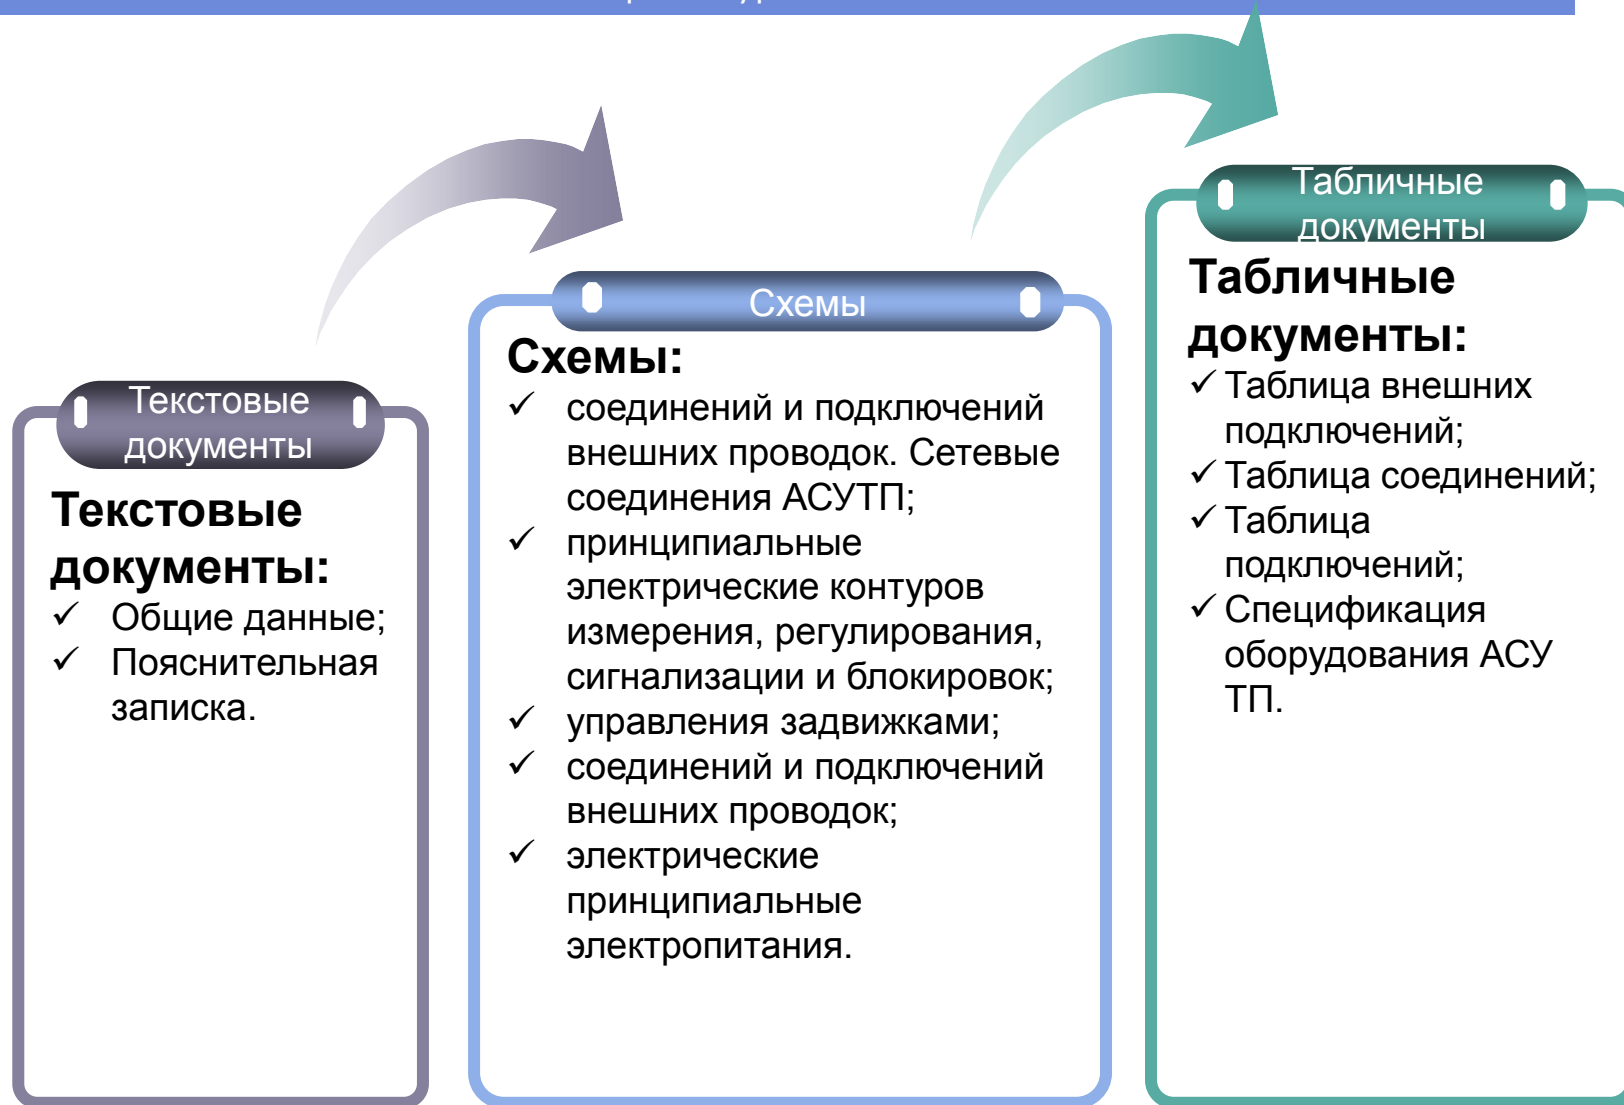 Текстовые
документы
Текстовые
документы:
Общие данные;
Пояснительная
записка.
Схемы
Схемы:
соединений и подключений
внешних проводок. Сетевые
соединения АСУТП;
принципиальные
электрические контуров
измерения, регулирования,
сигнализации и блокировок;
управления задвижками;
соединений и подключений
внешних проводок;
электрические
принципиальные
электропитания.
Табличные
документы
Табличные
документы:
Таблица внешних
подключений;
Таблица соединений;
Таблица
подключений;
Спецификация
оборудования АСУ
ТП.